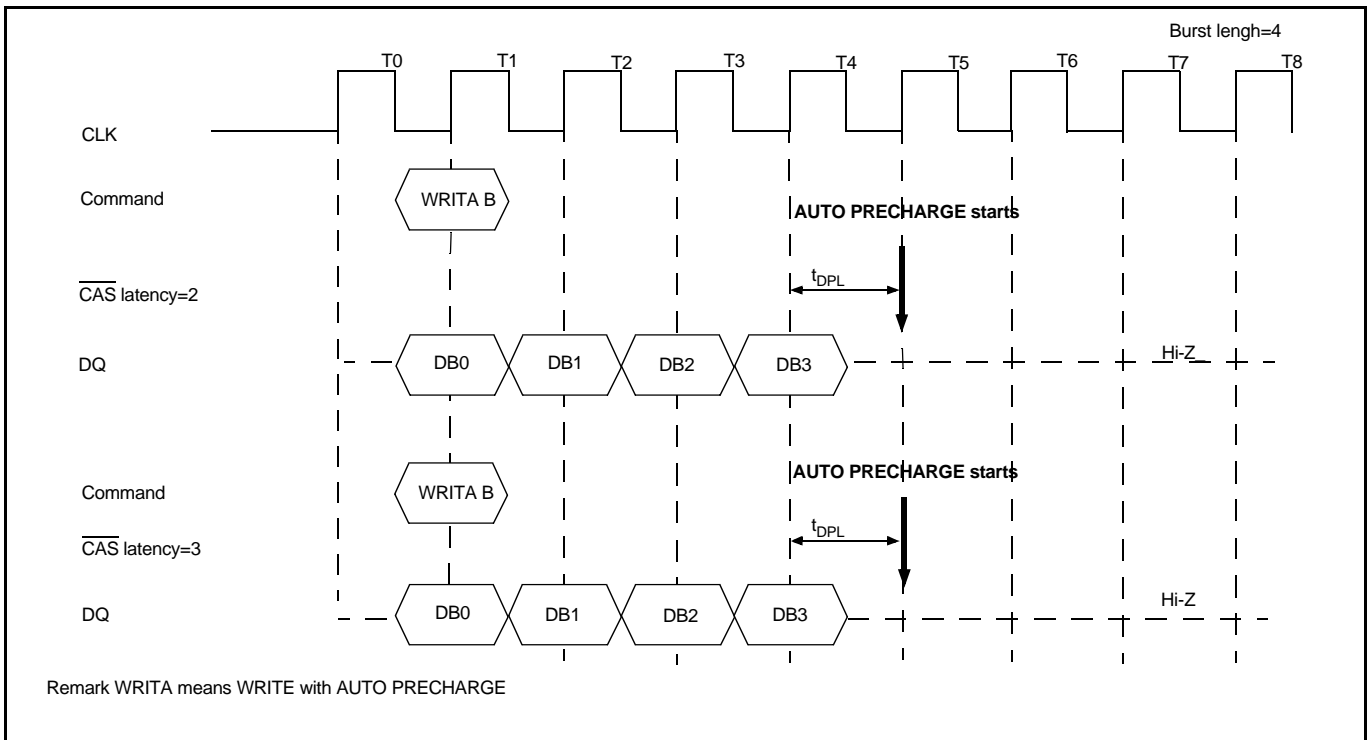 Burst lengh=4
T0 T1 T2 T3 T4 T5 T6 T7 T8
CLK
Command
WRITA B
AUTO PRECHARGE starts
CAS latency=2
tDPL
DQ
DB0 DB1 DB2 DB3
Hi-Z
Command
WRITA B
AUTO PRECHARGE starts
CAS latency=3
tDPL
DQ
DB0 DB1 DB2 DB3
Hi-Z
Remark WRITA means WRITE with AUTO PRECHARGE